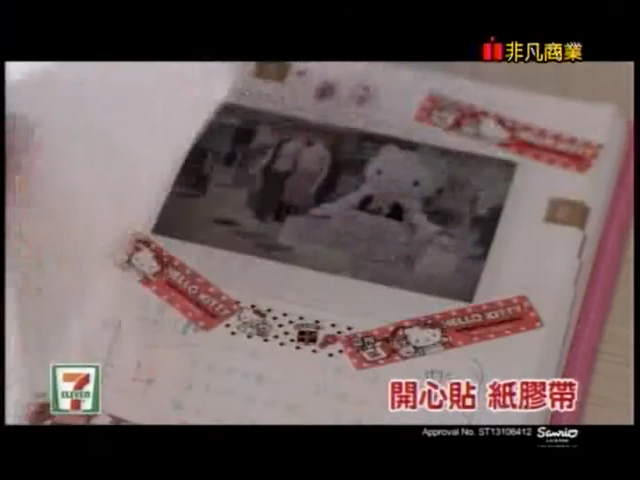 非凡商業
HELLO KITTY
HELLO KITTY
7
ELEVEN
開心貼 紙膠帶
Approval No. ST13106412 Sanrio